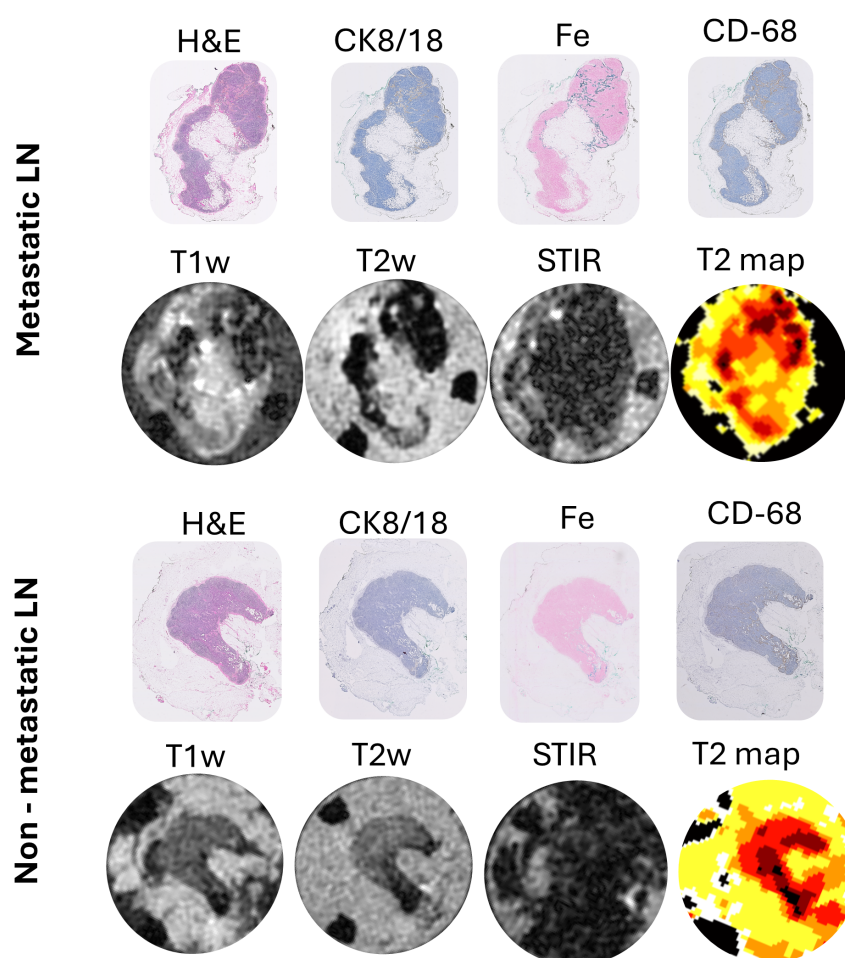 Metastatic LN
H&E
CK8/18
Fe
CD-68
T1w
T2w
STIR
T2 map
Non - metastatic LN
H&E
CK8/18
Fe
CD-68
T1w
T2w
STIR
T2 map